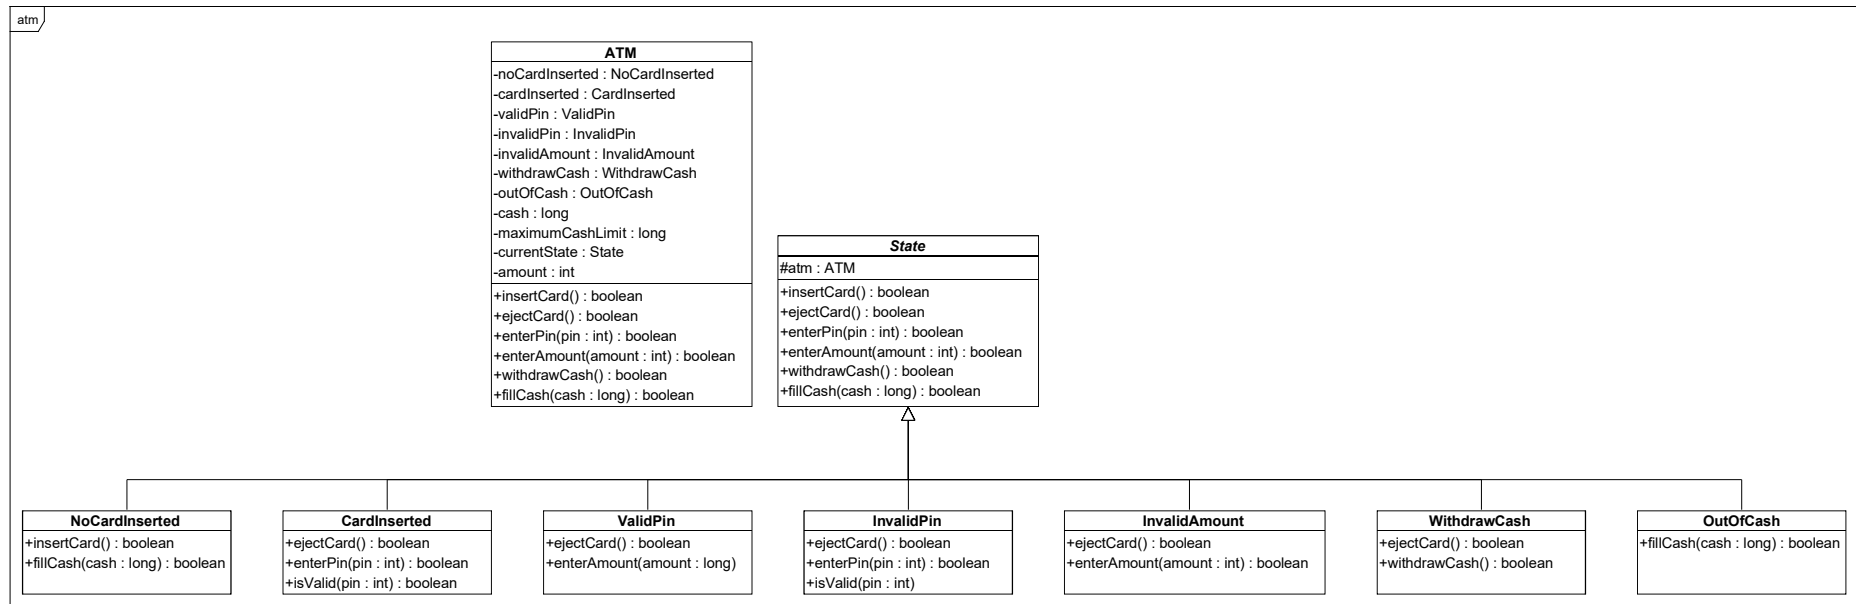 atm
ATM
-noCardInserted : NoCardInserted
-cardInserted : CardInserted
-validPin : ValidPin
-invalidPin : InvalidPin
-invalidAmount : InvalidAmount
-withdrawCash : WithdrawCash
-outOfCash : OutOfCash
-cash : long
-maximumCashLimit : long
-currentState : State
-amount : int
+insertCard() : boolean
+ejectCard() : boolean
+enterPin(pin : int) : boolean
+enterAmount(amount : int) : boolean
+withdrawCash() : boolean
+fillCash(cash : long) : boolean
State
#atm : ATM
+insertCard() : boolean
+ejectCard() : boolean
+enterPin(pin : int) : boolean
+enterAmount(amount : int) : boolean
+withdrawCash() : boolean
+fillCash(cash : long) : boolean
NoCardInserted
+insertCard() : boolean
+fillCash(cash : long) : boolean
CardInserted
+ejectCard() : boolean
+enterPin(pin : int) : boolean
+isValid(pin : int) : boolean
ValidPin
+ejectCard() : boolean
+enterAmount(amount : long)
InvalidPin
+ejectCard() : boolean
+enterPin(pin : int) : boolean
+isValid(pin : int)
InvalidAmount
+ejectCard() : boolean
+enterAmount(amount : int) : boolean
WithdrawCash
+ejectCard() : boolean
+withdrawCash() : boolean
OutOfCash
+fillCash(cash : long) : boolean